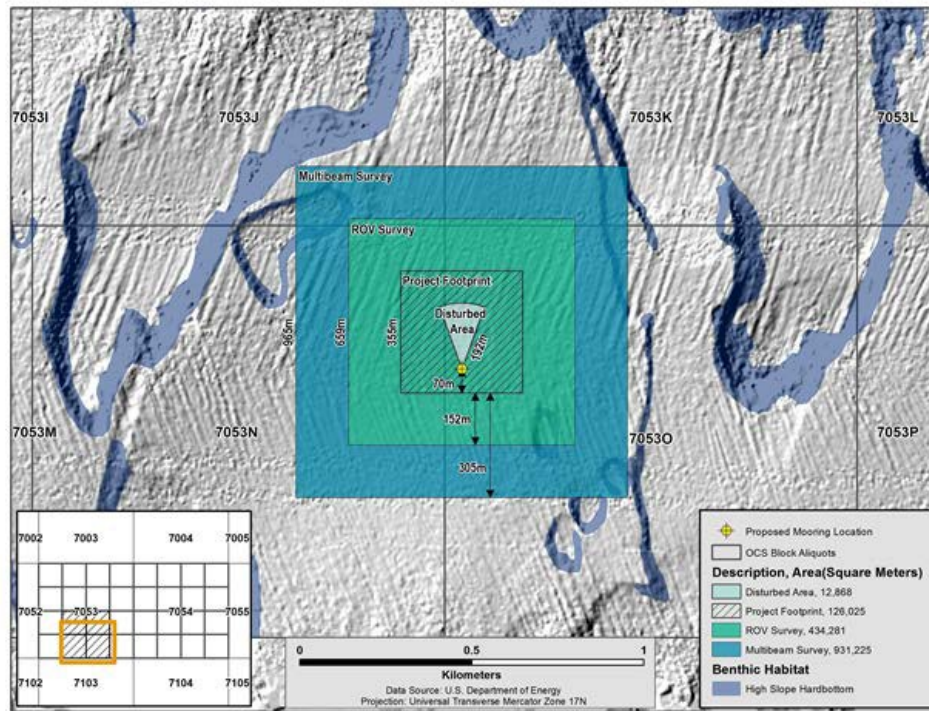 7053I
7053J
7053K
7053L
Multibeam Survey
ROV Survey
Project Footprint
Disturbed
Area
965m
659m
355m
192m
70m
152m
305m
7053M
7053N
7053O
7053P
7002
7003
7004
7005
7052
7053
7054
7055
7102
7103
7104
7105
0
0.5
1
Kilometers
Data Source: U.S. Department of Energy
Projection: Universal Transverse Mercator Zone 17N
Proposed Mooring Location
OCS Block Aliquots
Description, Area(Square Meters)
Disturbed Area, 12,868
Project Footprint, 126,025
ROV Survey, 434,281
Multibeam Survey, 931,225
Benthic Habitat
High Slope Hardbottom